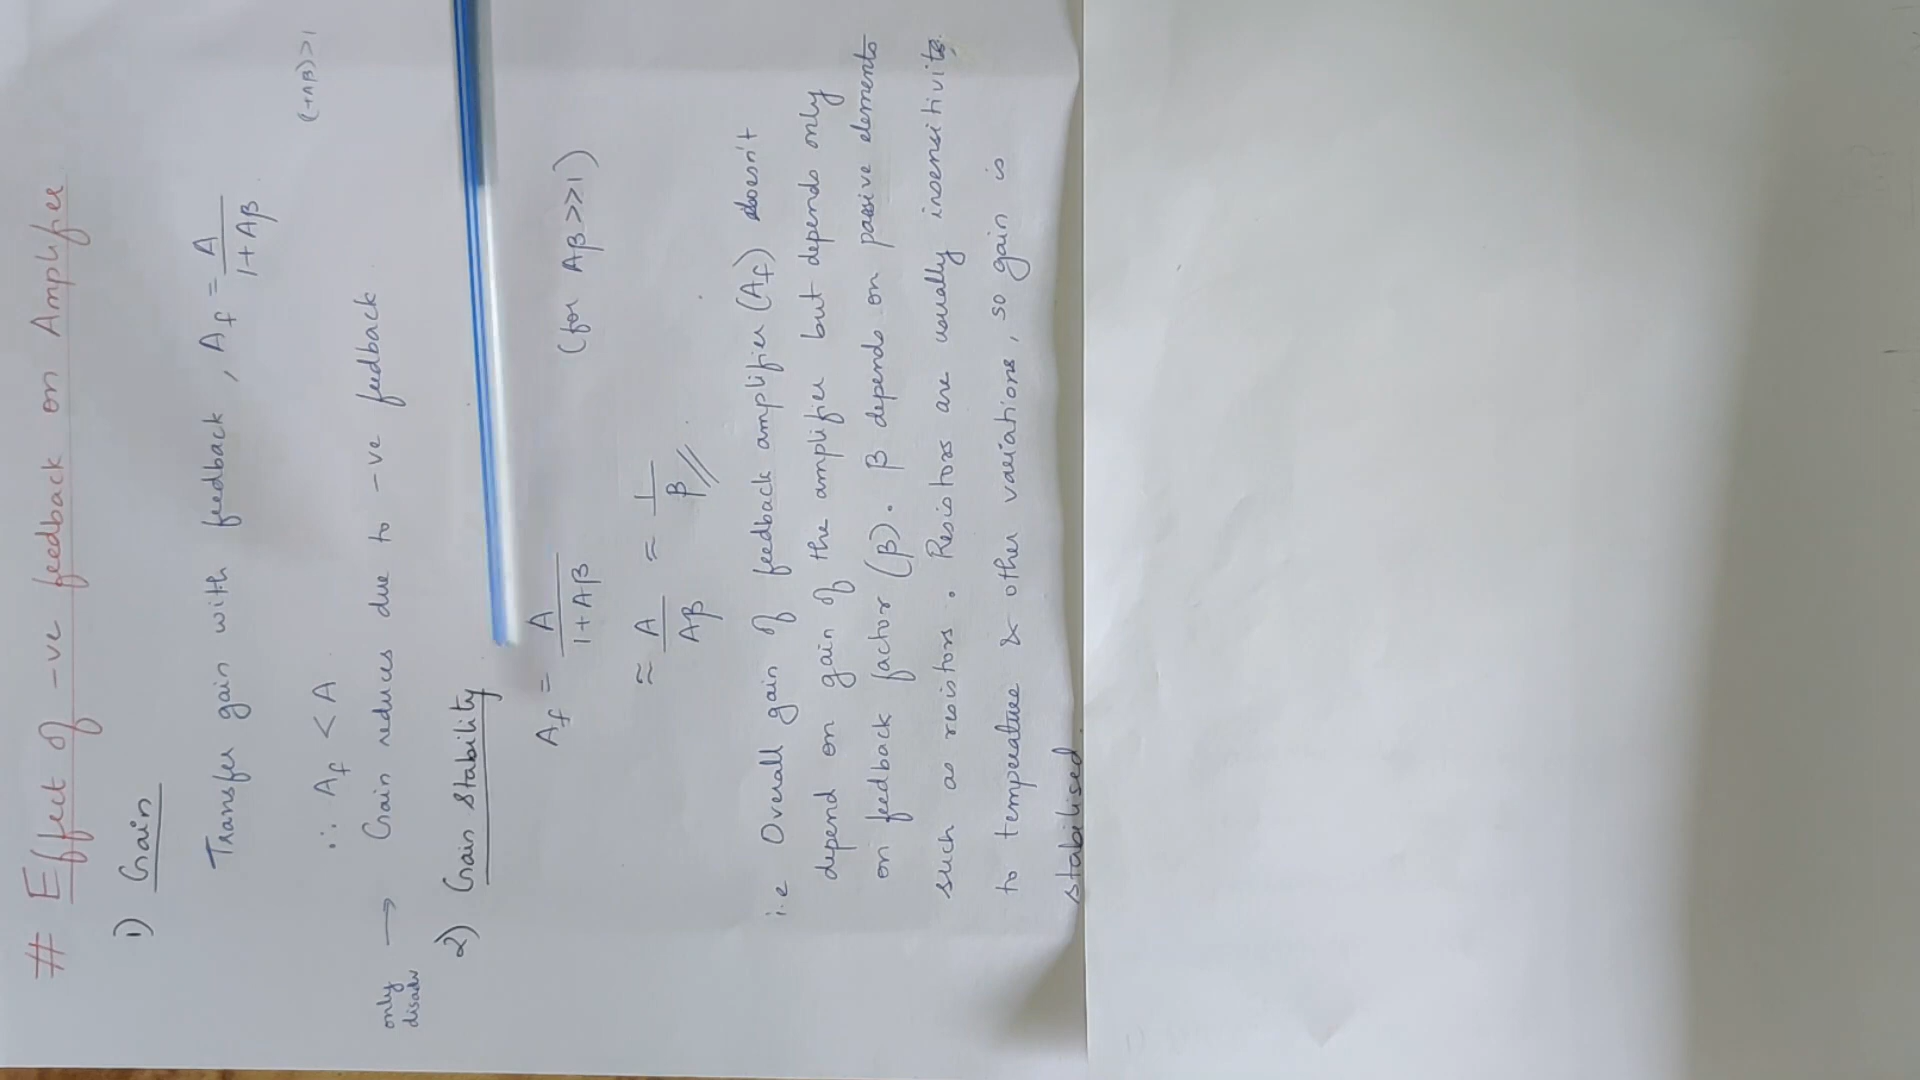 # Effect of -ve feedback on Amplifier
1) Gain
Transfer gain with feedback, Af = A / 1+Aβ
(1+Aβ)>1
∴ Af < A
only disadv → Gain reduces due to -ve feedback
2) Gain Stability
Af = A / 1+Aβ (for Aβ>>1)
≈ A / Aβ ≈ 1 / β //
i.e Overall gain of feedback amplifier (Af) doesn't
depend on gain of the amplifier but depends only
on feedback factor (β). β depends on passive elements
such as resistors. Resistors are usually insensitivite
to temperature & other variations, so gain is
stabilised.